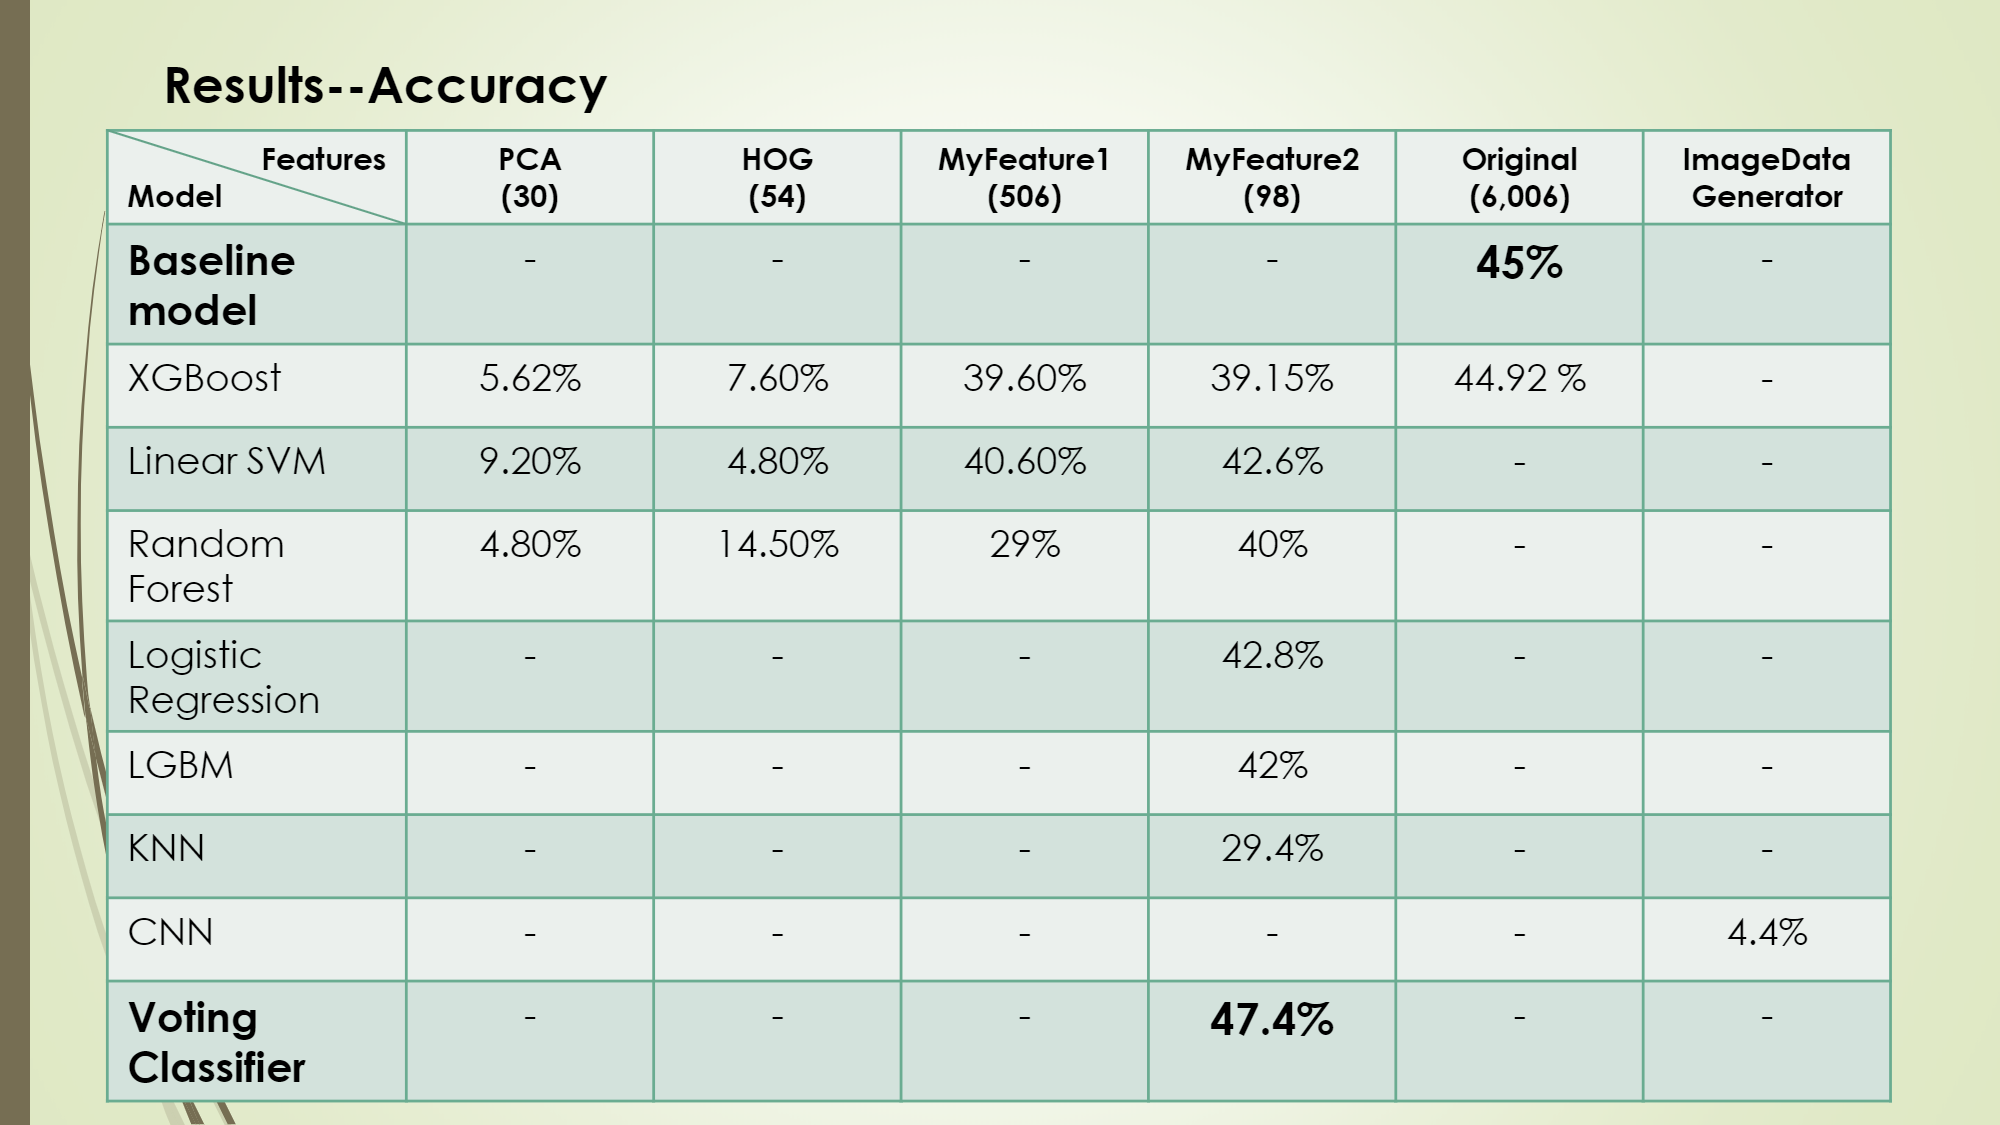 Results--Accuracy
Features
Model
PCA
(30)
HOG
(54)
MyFeature1
(506)
MyFeature2
(98)
Original
(6,006)
ImageData
Generator
Baseline
model
- - - - 45% -
XGBoost 5.62% 7.60% 39.60% 39.15% 44.92 % -
Linear SVM 9.20% 4.80% 40.60% 42.6% - -
Random
Forest
4.80% 14.50% 29% 40% - -
Logistic
Regression
- - - 42.8% - -
LGBM - - - 42% - -
KNN - - - 29.4% - -
CNN - - - - - 4.4%
Voting
Classifier
- - - 47.4% - -